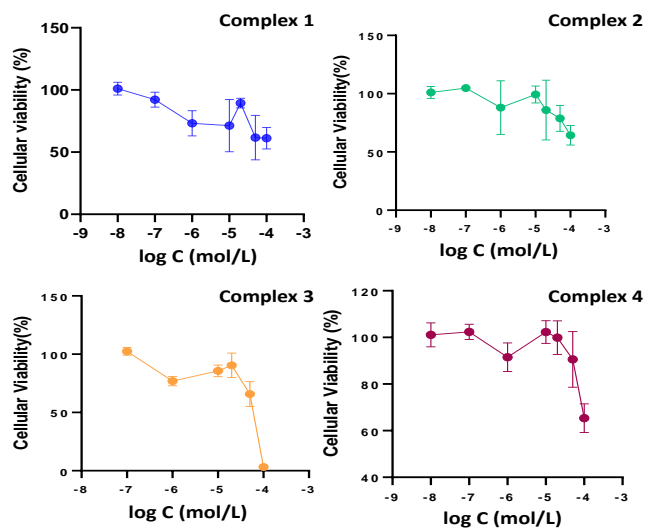 Complex 1
Cellular Viability (%)
150
100
50
0
-9 -8 -7 -6 -5 -4 -3
log C (mol/L)
Complex 2
Cellular Viability(%)
150
100
50
0
-9 -8 -7 -6 -5 -4 -3
log C (mol/L)
Complex 3
Cellular Viability(%)
150
100
50
0
-8 -7 -6 -5 -4 -3
log C (mol/L)
Complex 4
Cellular Viability (%)
120
100
80
60
40
-9 -8 -7 -6 -5 -4 -3
log C (mol/L)